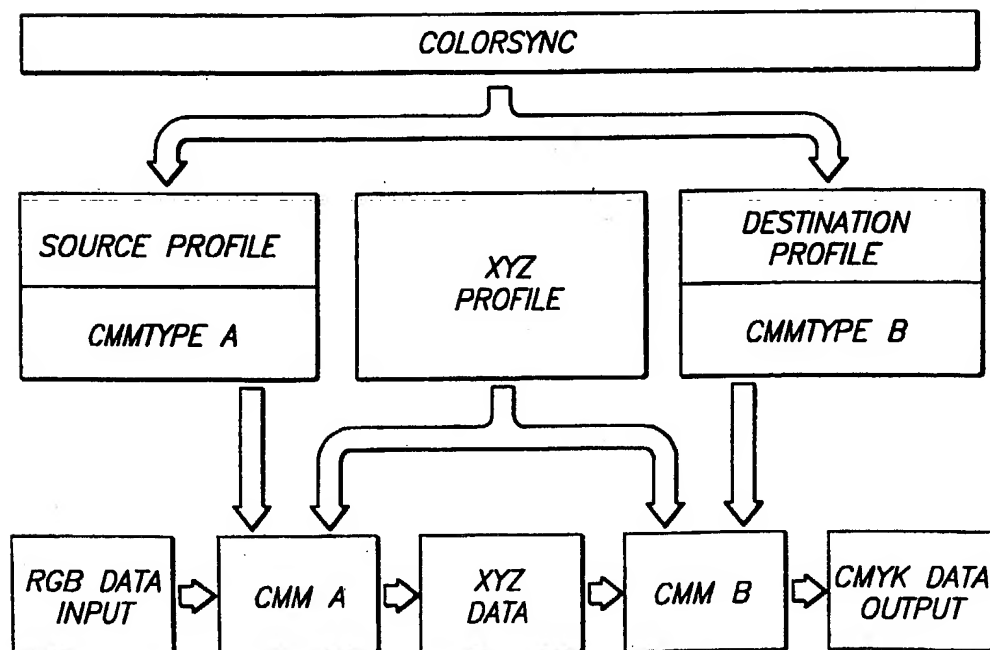 COLORSYNC
SOURCE PROFILE
CMMTYPE A
XYZ
PROFILE
DESTINATION
PROFILE
CMMTYPE B
RGB DATA
INPUT
CMM A
XYZ
DATA
CMM B
CMYK DATA
OUTPUT